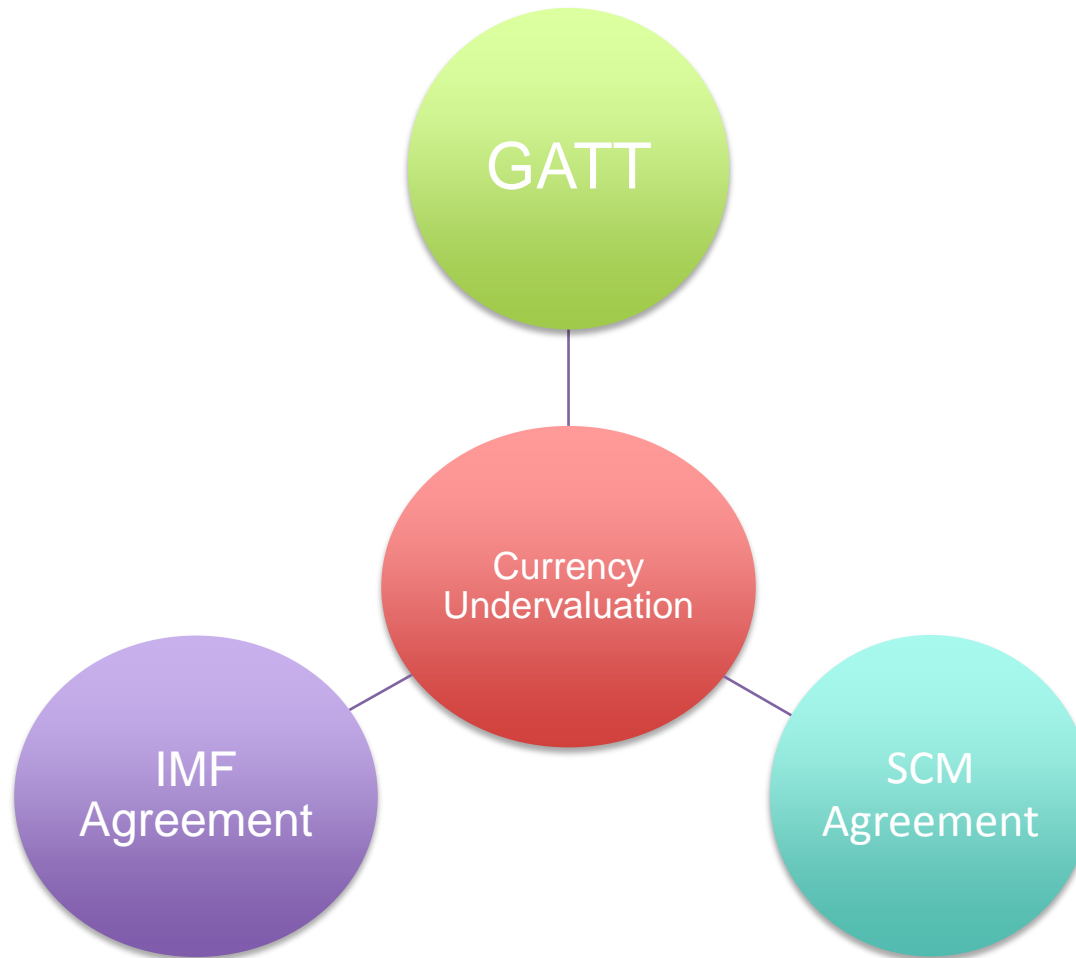 GATT
Currency
Undervaluation
IMF
Agreement
SCM
Agreement